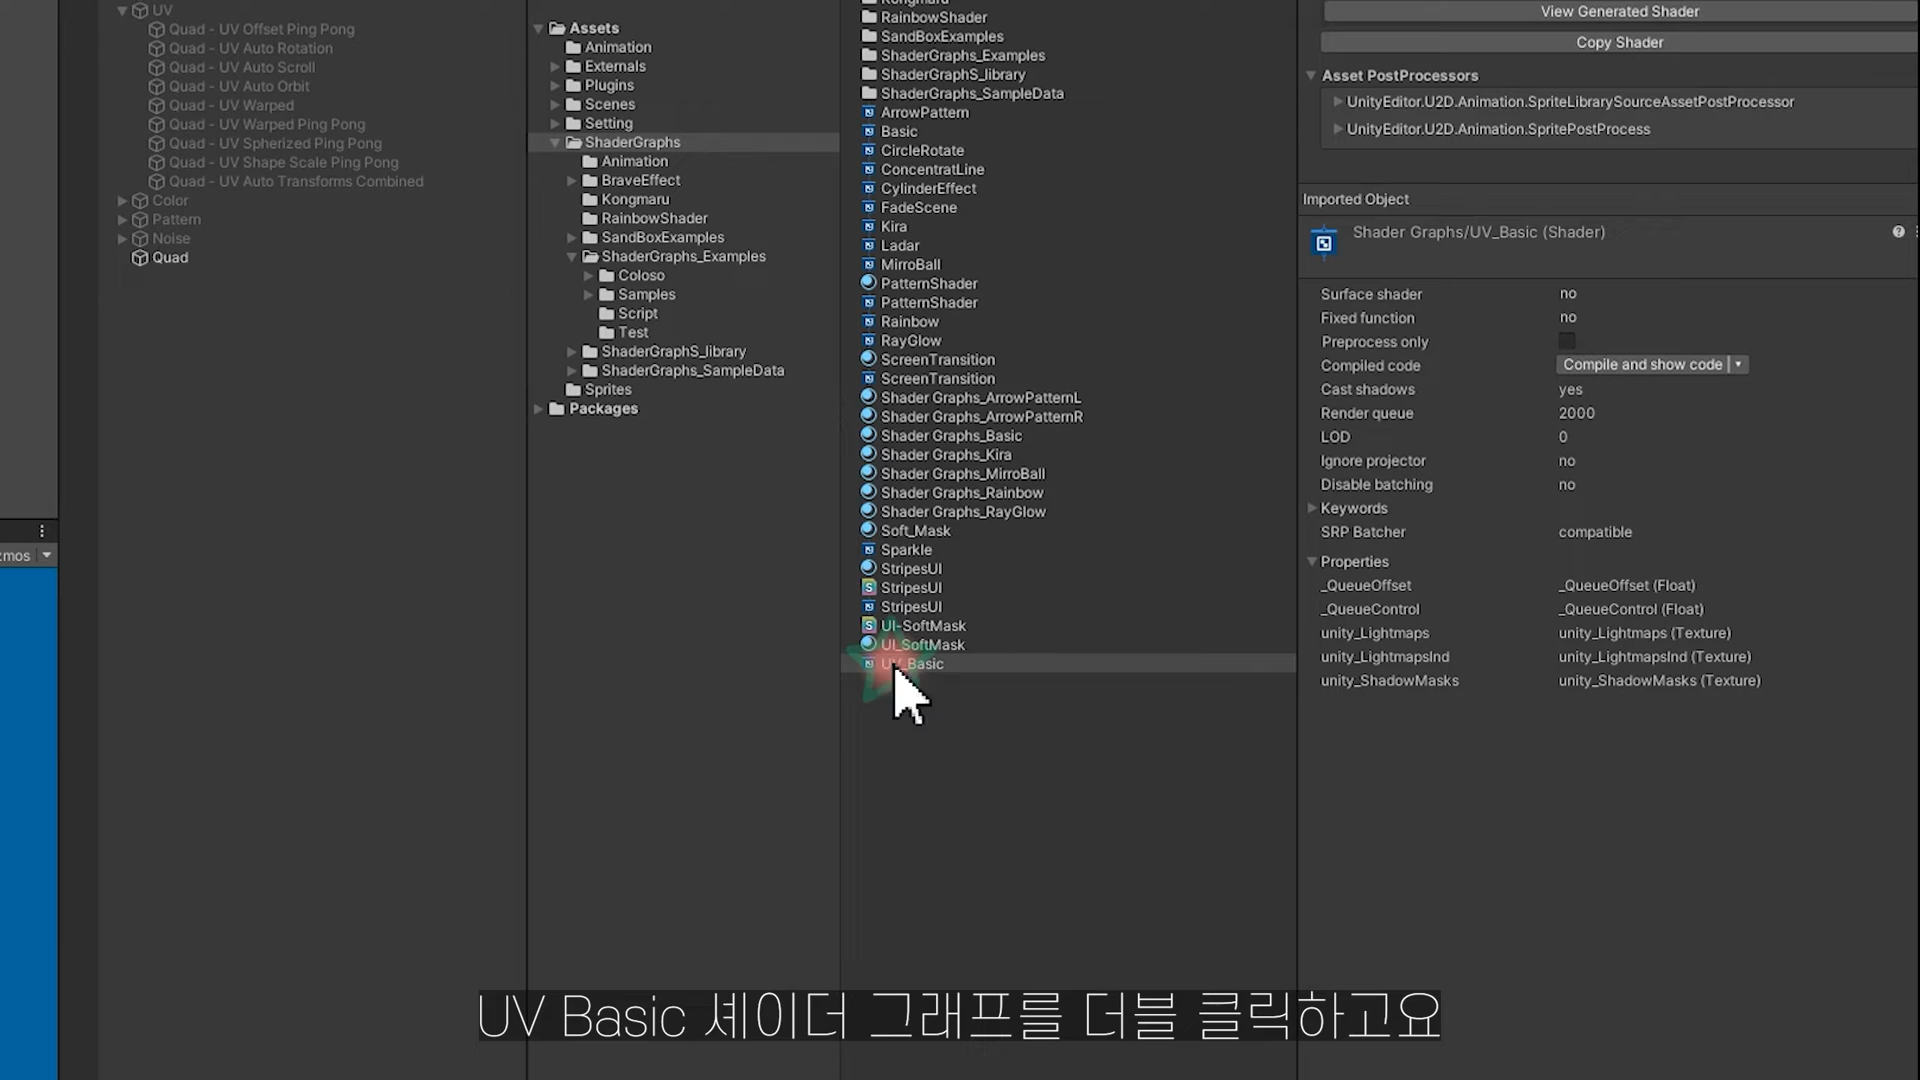 UV
Quad - UV Offset Ping Pong
Quad - UV Auto Rotation
Quad - UV Auto Scroll
Quad - UV Auto Orbit
Quad - UV Warped
Quad - UV Warped Ping Pong
Quad - UV Spherized Ping Pong
Quad - UV Shape Scale Ping Pong
Quad - UV Auto Transforms Combined
Color
Pattern
Noise
Quad
zmos
Assets
Animation
Externals
Plugins
Scenes
Setting
ShaderGraphs
Animation
BraveEffect
Kongmaru
RainbowShader
SandBoxExamples
ShaderGraphs_Examples
Coloso
Samples
Script
Test
ShaderGraphS_library
ShaderGraphs_SampleData
Sprites
Packages
Kongmaru
RainbowShader
SandBoxExamples
ShaderGraphs_Examples
ShaderGraphS_library
ShaderGraphs_SampleData
ArrowPattern
Basic
CircleRotate
ConcentratLine
CylinderEffect
FadeScene
Kira
Ladar
MirroBall
PatternShader
PatternShader
Rainbow
RayGlow
ScreenTransition
ScreenTransition
Shader Graphs_ArrowPatternL
Shader Graphs_ArrowPatternR
Shader Graphs_Basic
Shader Graphs_Kira
Shader Graphs_MirroBall
Shader Graphs_Rainbow
Shader Graphs_RayGlow
Soft_Mask
Sparkle
StripesUI
StripesUI
StripesUI
UI-SoftMask
UI_SoftMask
UV_Basic
View Generated Shader
Copy Shader
Asset PostProcessors
UnityEditor.U2D.Animation.SpriteLibrarySourceAssetPostProcessor
UnityEditor.U2D.Animation.SpritePostProcess
Imported Object
Shader Graphs/UV_Basic (Shader)
Surface shader no
Fixed function no
Preprocess only
Compiled code Compile and show code
Cast shadows yes
Render queue 2000
LOD 0
Ignore projector no
Disable batching no
Keywords
SRP Batcher compatible
Properties
_QueueOffset _QueueOffset (Float)
_QueueControl _QueueControl (Float)
unity_Lightmaps unity_Lightmaps (Texture)
unity_LightmapsInd unity_LightmapsInd (Texture)
unity_ShadowMasks unity_ShadowMasks (Texture)
UV Basic 셰이더 그래프를 더블 클릭하고요